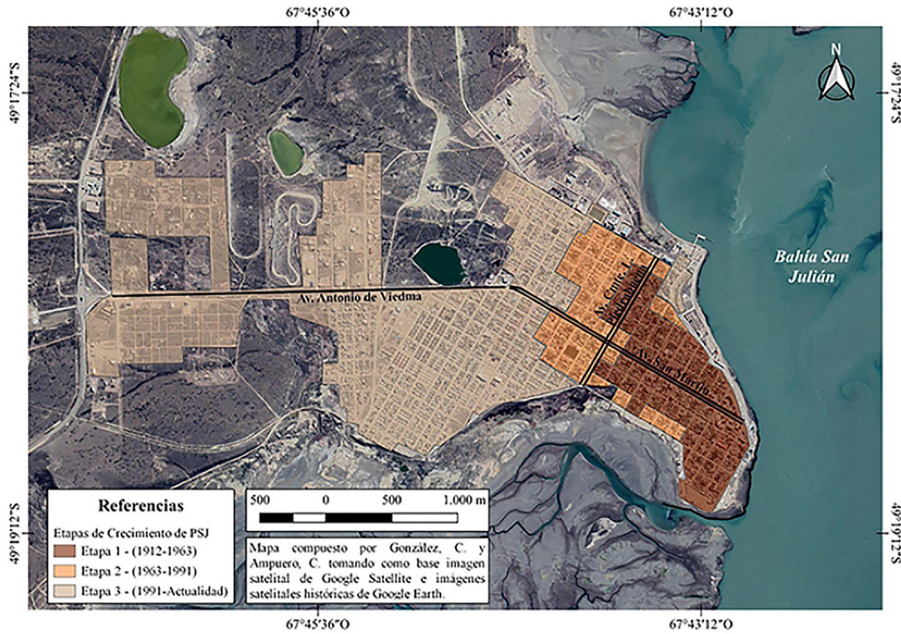 67°45'36"O
67°43'12"O
N
49°17'24"S
49°17'24"S
Bahía San
Julián
Av. Antonio de Viedma
Av. San Martín
49°19'12"S
49°19'12"S
Referencias
Etapas de Crecimiento de PSJ
Etapa 1 - (1912-1963)
Etapa 2 - (1963-1991)
Etapa 3 - (1991-Actualidad)
500 0 500 1.000 m
Mapa compuesto por González, C. y
Ampuero, C. tomando como base imagen
satelital de Google Satellite e imágenes
satelitales históricas de Google Earth.
67°45'36"O
67°43'12"O